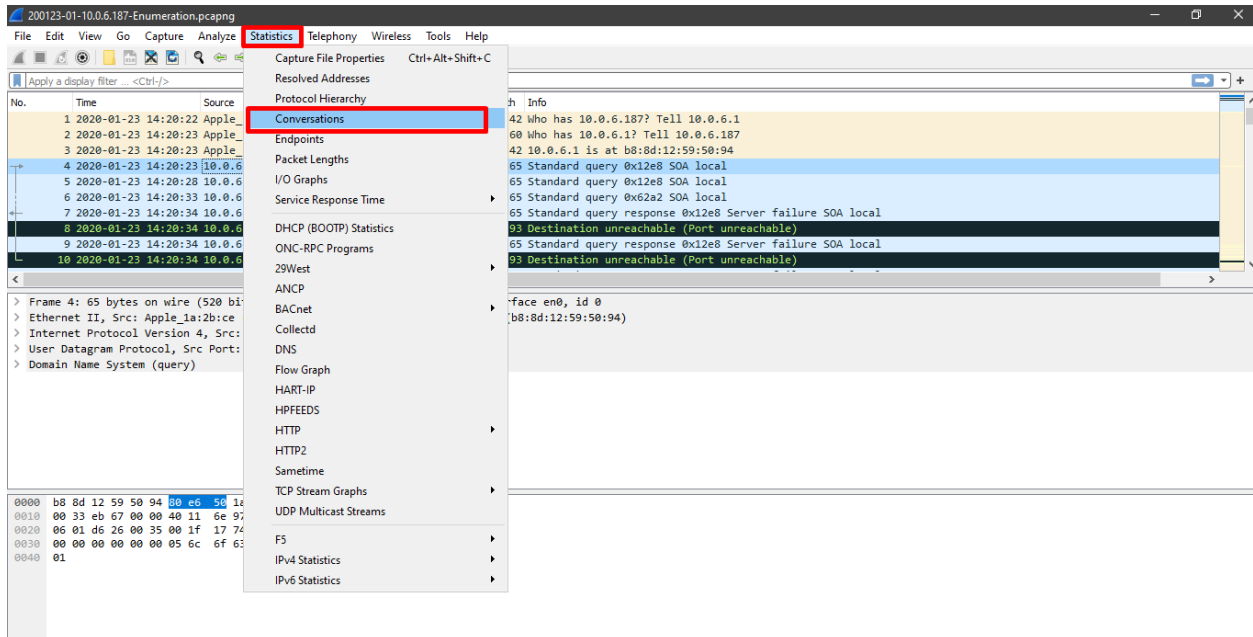 200123-01-10.0.6.187-Enumeration.pcapng
File Edit View Go Capture Analyze Statistics Telephony Wireless Tools Help
Apply a display filter ... <Ctrl-/>
No. Time Source Info
1 2020-01-23 14:20:22 Apple_ 42 Who has 10.0.6.187? Tell 10.0.6.1
2 2020-01-23 14:20:23 Apple_ 60 Who has 10.0.6.1? Tell 10.0.6.187
3 2020-01-23 14:20:23 Apple_ 42 10.0.6.1 is at b8:8d:12:59:50:94
4 2020-01-23 14:20:23 10.0.6 65 Standard query 0x12e8 SOA local
5 2020-01-23 14:20:28 10.0.6 65 Standard query 0x12e8 SOA local
6 2020-01-23 14:20:33 10.0.6 65 Standard query 0x62a2 SOA local
7 2020-01-23 14:20:34 10.0.6 65 Standard query response 0x12e8 Server failure SOA local
8 2020-01-23 14:20:34 10.0.6 93 Destination unreachable (Port unreachable)
9 2020-01-23 14:20:34 10.0.6 65 Standard query response 0x12e8 Server failure SOA local
10 2020-01-23 14:20:34 10.0.6 93 Destination unreachable (Port unreachable)
Capture File Properties Ctrl+Alt+Shift+C
Resolved Addresses
Protocol Hierarchy
Conversations
Endpoints
Packet Lengths
I/O Graphs
Service Response Time
DHCP (BOOTP) Statistics
ONC-RPC Programs
29West
ANCP
BACnet
Collectd
DNS
Flow Graph
HART-IP
HPFEEDS
HTTP
HTTP2
Sametime
TCP Stream Graphs
UDP Multicast Streams
F5
IPv4 Statistics
IPv6 Statistics
Frame 4: 65 bytes on wire (520 bi rface en0, id 0
Ethernet II, Src: Apple_1a:2b:ce (b8:8d:12:59:50:94)
Internet Protocol Version 4, Src:
User Datagram Protocol, Src Port:
Domain Name System (query)
0000 b8 8d 12 59 50 94 80 e6 50 1a
0010 00 33 eb 67 00 00 40 11 6e 97
0020 06 01 d6 26 00 35 00 1f 17 74
0030 00 00 00 00 00 00 05 6c 6f 63
0040 01